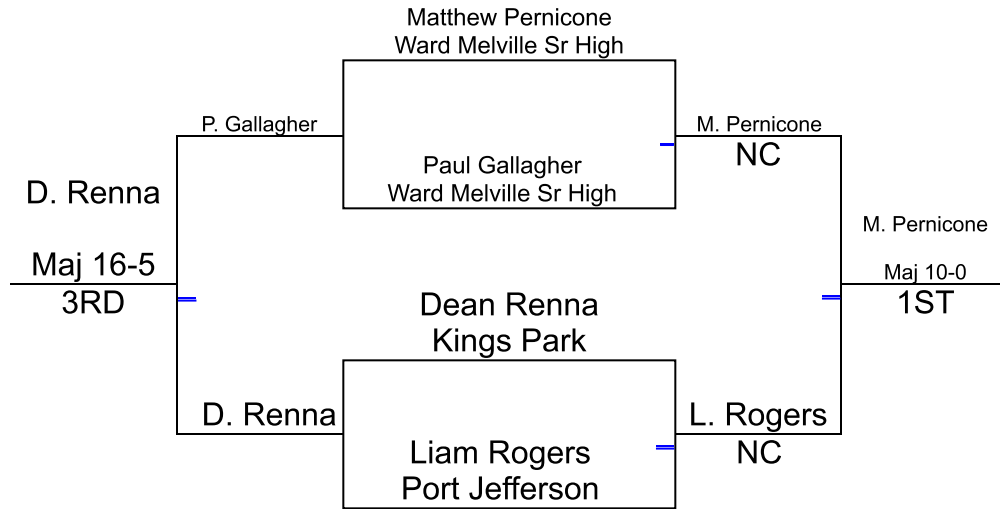 Matthew Pernicone
Ward Melville Sr High
P. Gallagher
M. Pernicone
NC
Paul Gallagher
Ward Melville Sr High
D. Renna
M. Pernicone
Maj 16-5
Maj 10-0
3RD
1ST
Dean Renna
Kings Park
D. Renna
L. Rogers
NC
Liam Rogers
Port Jefferson